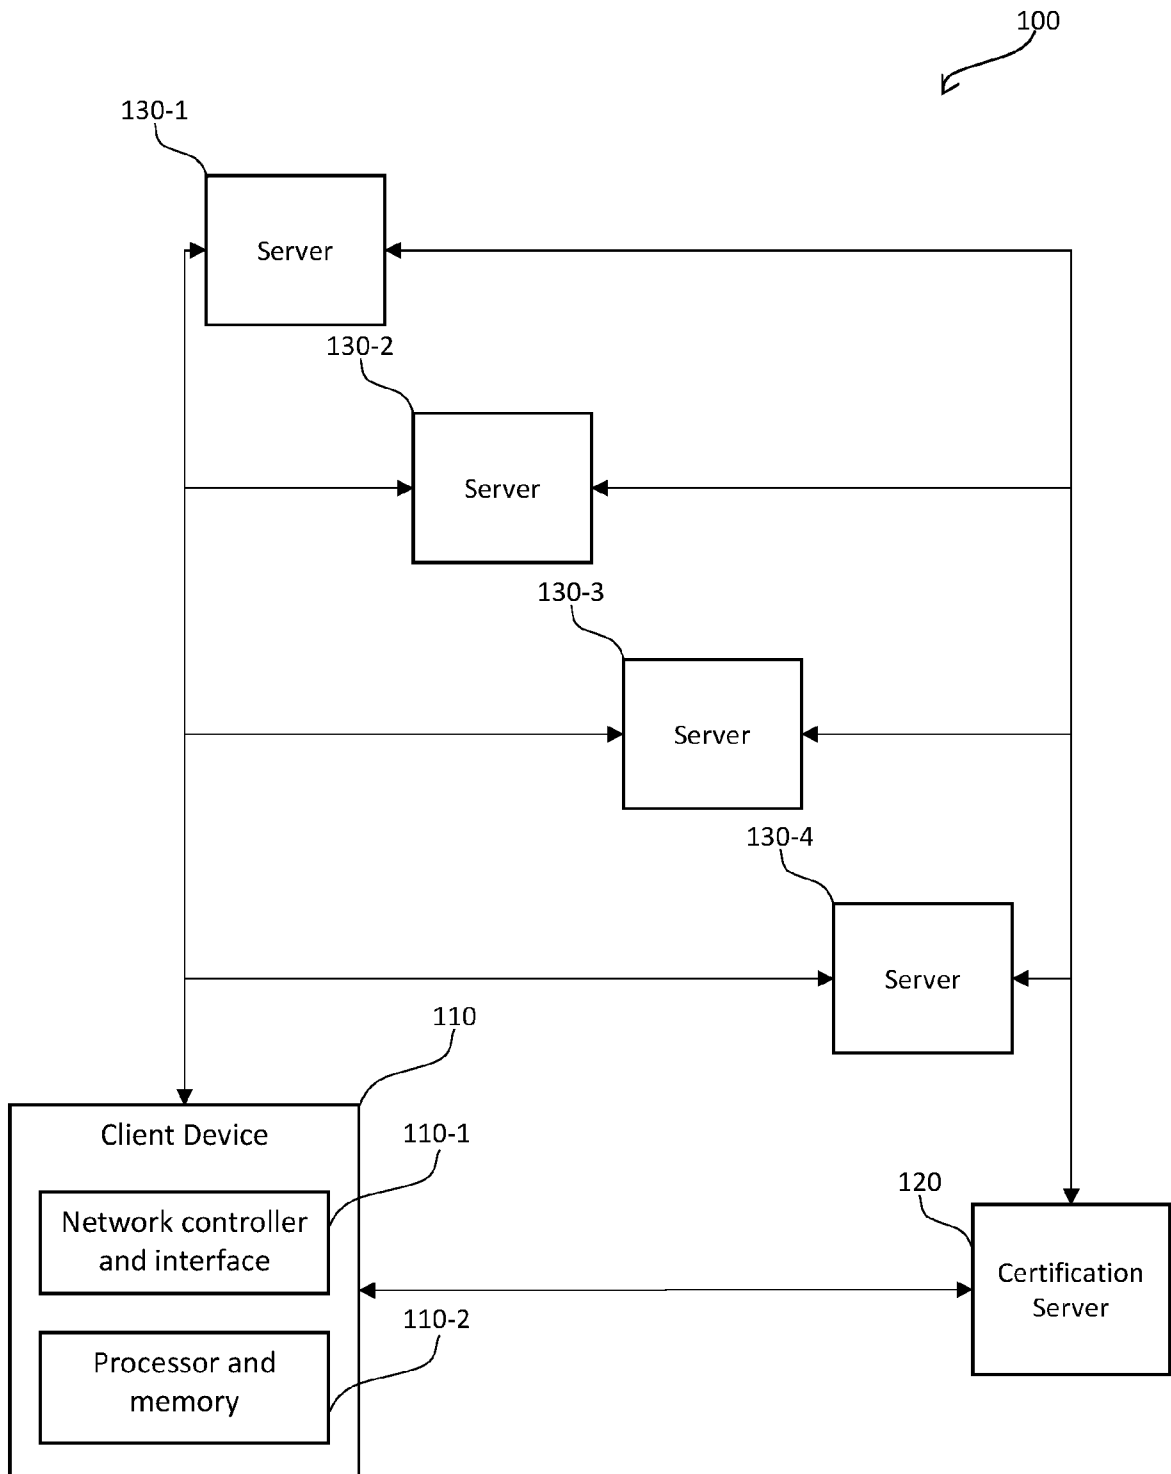 100
130-1
Server
130-2
Server
130-3
Server
130-4
Server
110
Client Device
110-1
Network controller
and interface
120
Certification
Server
110-2
Processor and
memory